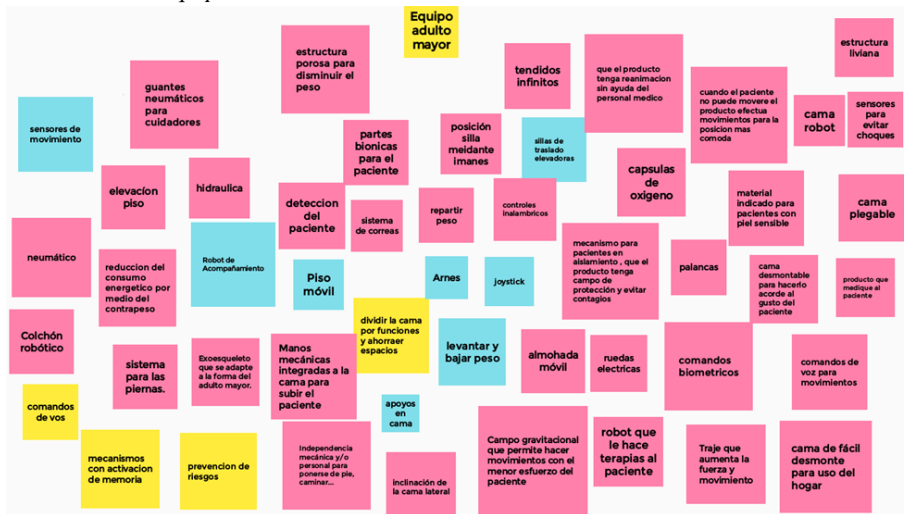 Equipo
adulto
mayor
estructura
porosa para
disminuir el
peso
estructura
liviana
guantes
neumáticos
para
cuidadores
tendidos
infinitos
que el producto
tenga reanimacion
sin ayuda del
personal medico
cuando el paciente
no puede movere el
producto efectua
movimientos para la
posicion mas
comoda
cama
robot
sensores
para
evitar
choques
sensores de
movimiento
partes
bionicas para
el paciente
posición
silla
meidante
imanes
sillas de
traslado
elevadoras
elevacíon
piso
hidraulica
deteccion
del
paciente
sistema
de correas
repartir
peso
controles
inalambricos
capsulas
de
oxigeno
material
indicado para
pacientes con
piel sensible
cama
plegable
neumático
reduccion del
consumo
energetico por
medio del
contrapeso
Robot de
Acompañamiento
Piso
móvil
Arnes
joystick
mecanismo para
pacientes en
aislamiento , que el
producto tenga
campo de
protección y evitar
contagios
palancas
cama
desmontable
para hacerlo
acorde al
gusto del
paciente
producto que
medique al
paciente
Colchón
robótico
sistema
para las
piernas.
Exoesqueleto
que se adapte
a la forma del
adulto mayor.
Manos
mecánicas
integradas a la
cama para
subir el
paciente
dividir la cama
por funciones
y ahorraer
espacios
levantar y
bajar peso
almohada
móvil
ruedas
electricas
comandos
biometricos
comandos de
voz para
movimientos
comandos
de vos
apoyos
en
cama
mecanismos
con activacion
de memoria
prevencion de
riesgos
Independencia
mecánica y/o
personal para
ponerse de pie,
caminar...
inclinación de
la cama lateral
Campo gravitacional
que permite hacer
movimientos con el
menor esfuerzo del
paciente
robot que
le hace
terapias al
paciente
Traje que
aumenta la
fuerza y
movimiento
cama de fácil
desmonte
para uso del
hogar